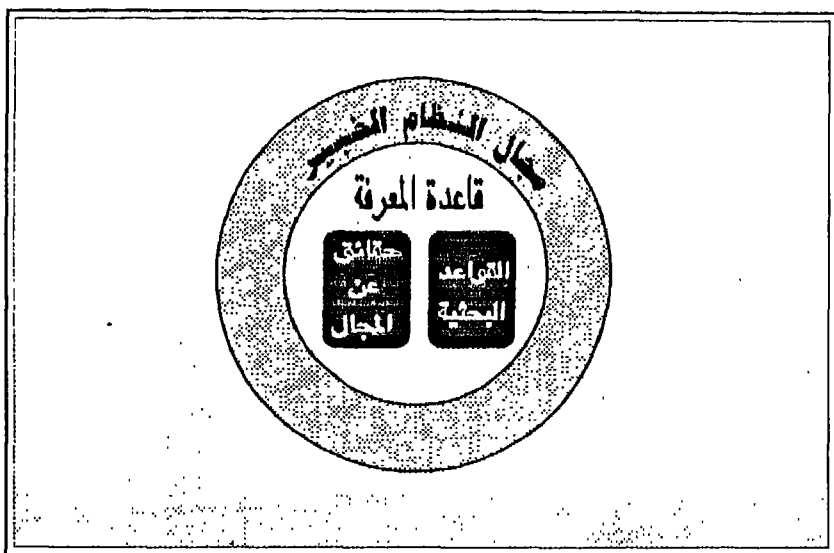 مجال النظام الخبير
قاعدة المعرفة
القواعد
البحثية
حقائق
عن
المجال